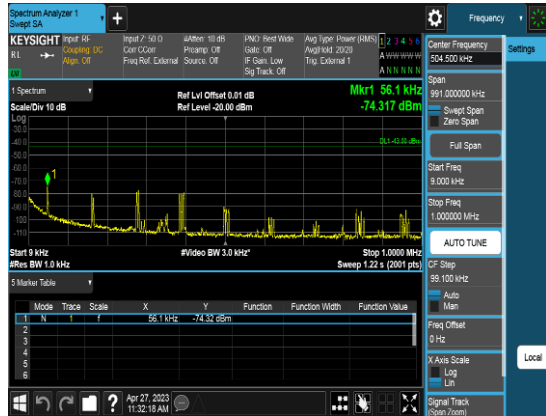 Spectrum Analyzer 1
Swept SA
+
Frequency
KEYSIGHT
RL
LV
Input: RF
Coupling: DC
Align: Off
Input Z: 50 Ω
Corr CCorr
Freq Ref: External
#Atten: 10 dB
Preamp: Off
Source: Off
PNO: Best Wide
Gate: Off
IF Gain: Low
Sig Track: Off
Avg Type: Power (RMS)
Avg|Hold: 20/20
Trig: External 1
1 2 3 4 5 6
A W W W W W
A N N N N N
1 Spectrum
Scale/Div 10 dB
Ref Lvl Offset 0.01 dB
Ref Level -20.00 dBm
Mkr1 56.1 kHz
-74.317 dBm
Log
-30.0
-40.0
-50.0
-60.0
-70.0
-80.0
-90.0
-100
-110
1
DL1 -43.00 dBm
Start 9 kHz
#Res BW 1.0 kHz
#Video BW 3.0 kHz*
Stop 1.0000 MHz
Sweep 1.22 s (2001 pts)
5 Marker Table
Mode Trace Scale X Y Function Function Width Function Value
1 N 1 f 56.1 kHz -74.32 dBm
2
3
4
5
6
Apr 27, 2023
11:32:18 AM
Center Frequency
504.500 kHz
Settings
Span
991.000000 kHz
Swept Span
Zero Span
Full Span
Start Freq
9.000 kHz
Stop Freq
1.000000 MHz
AUTO TUNE
CF Step
99.100 kHz
Auto
Man
Freq Offset
0 Hz
X Axis Scale
Log
Lin
Local
Signal Track
(Span Zoom)